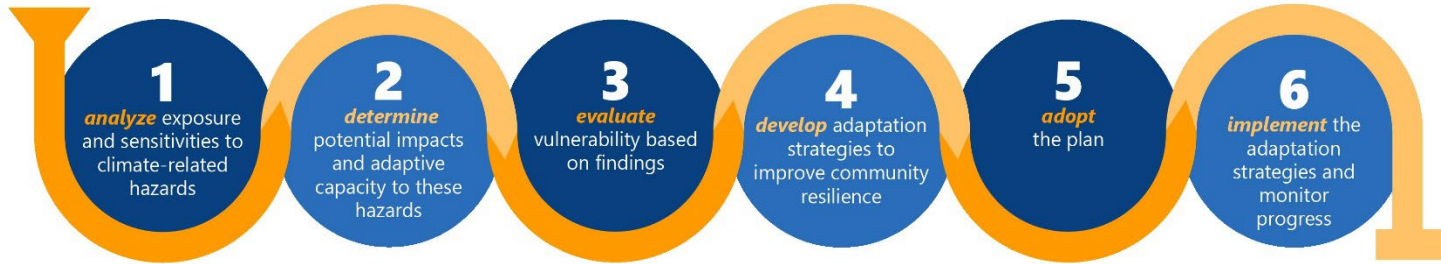 1
analyze exposure
and sensitivities to
climate-related
hazards
2
determine
potential impacts
and adaptive
capacity to these
hazards
3
evaluate
vulnerability based
on findings
4
develop adaptation
strategies to
improve community
resilience
5
adopt
the plan
6
implement the
adaptation
strategies and
monitor
progress